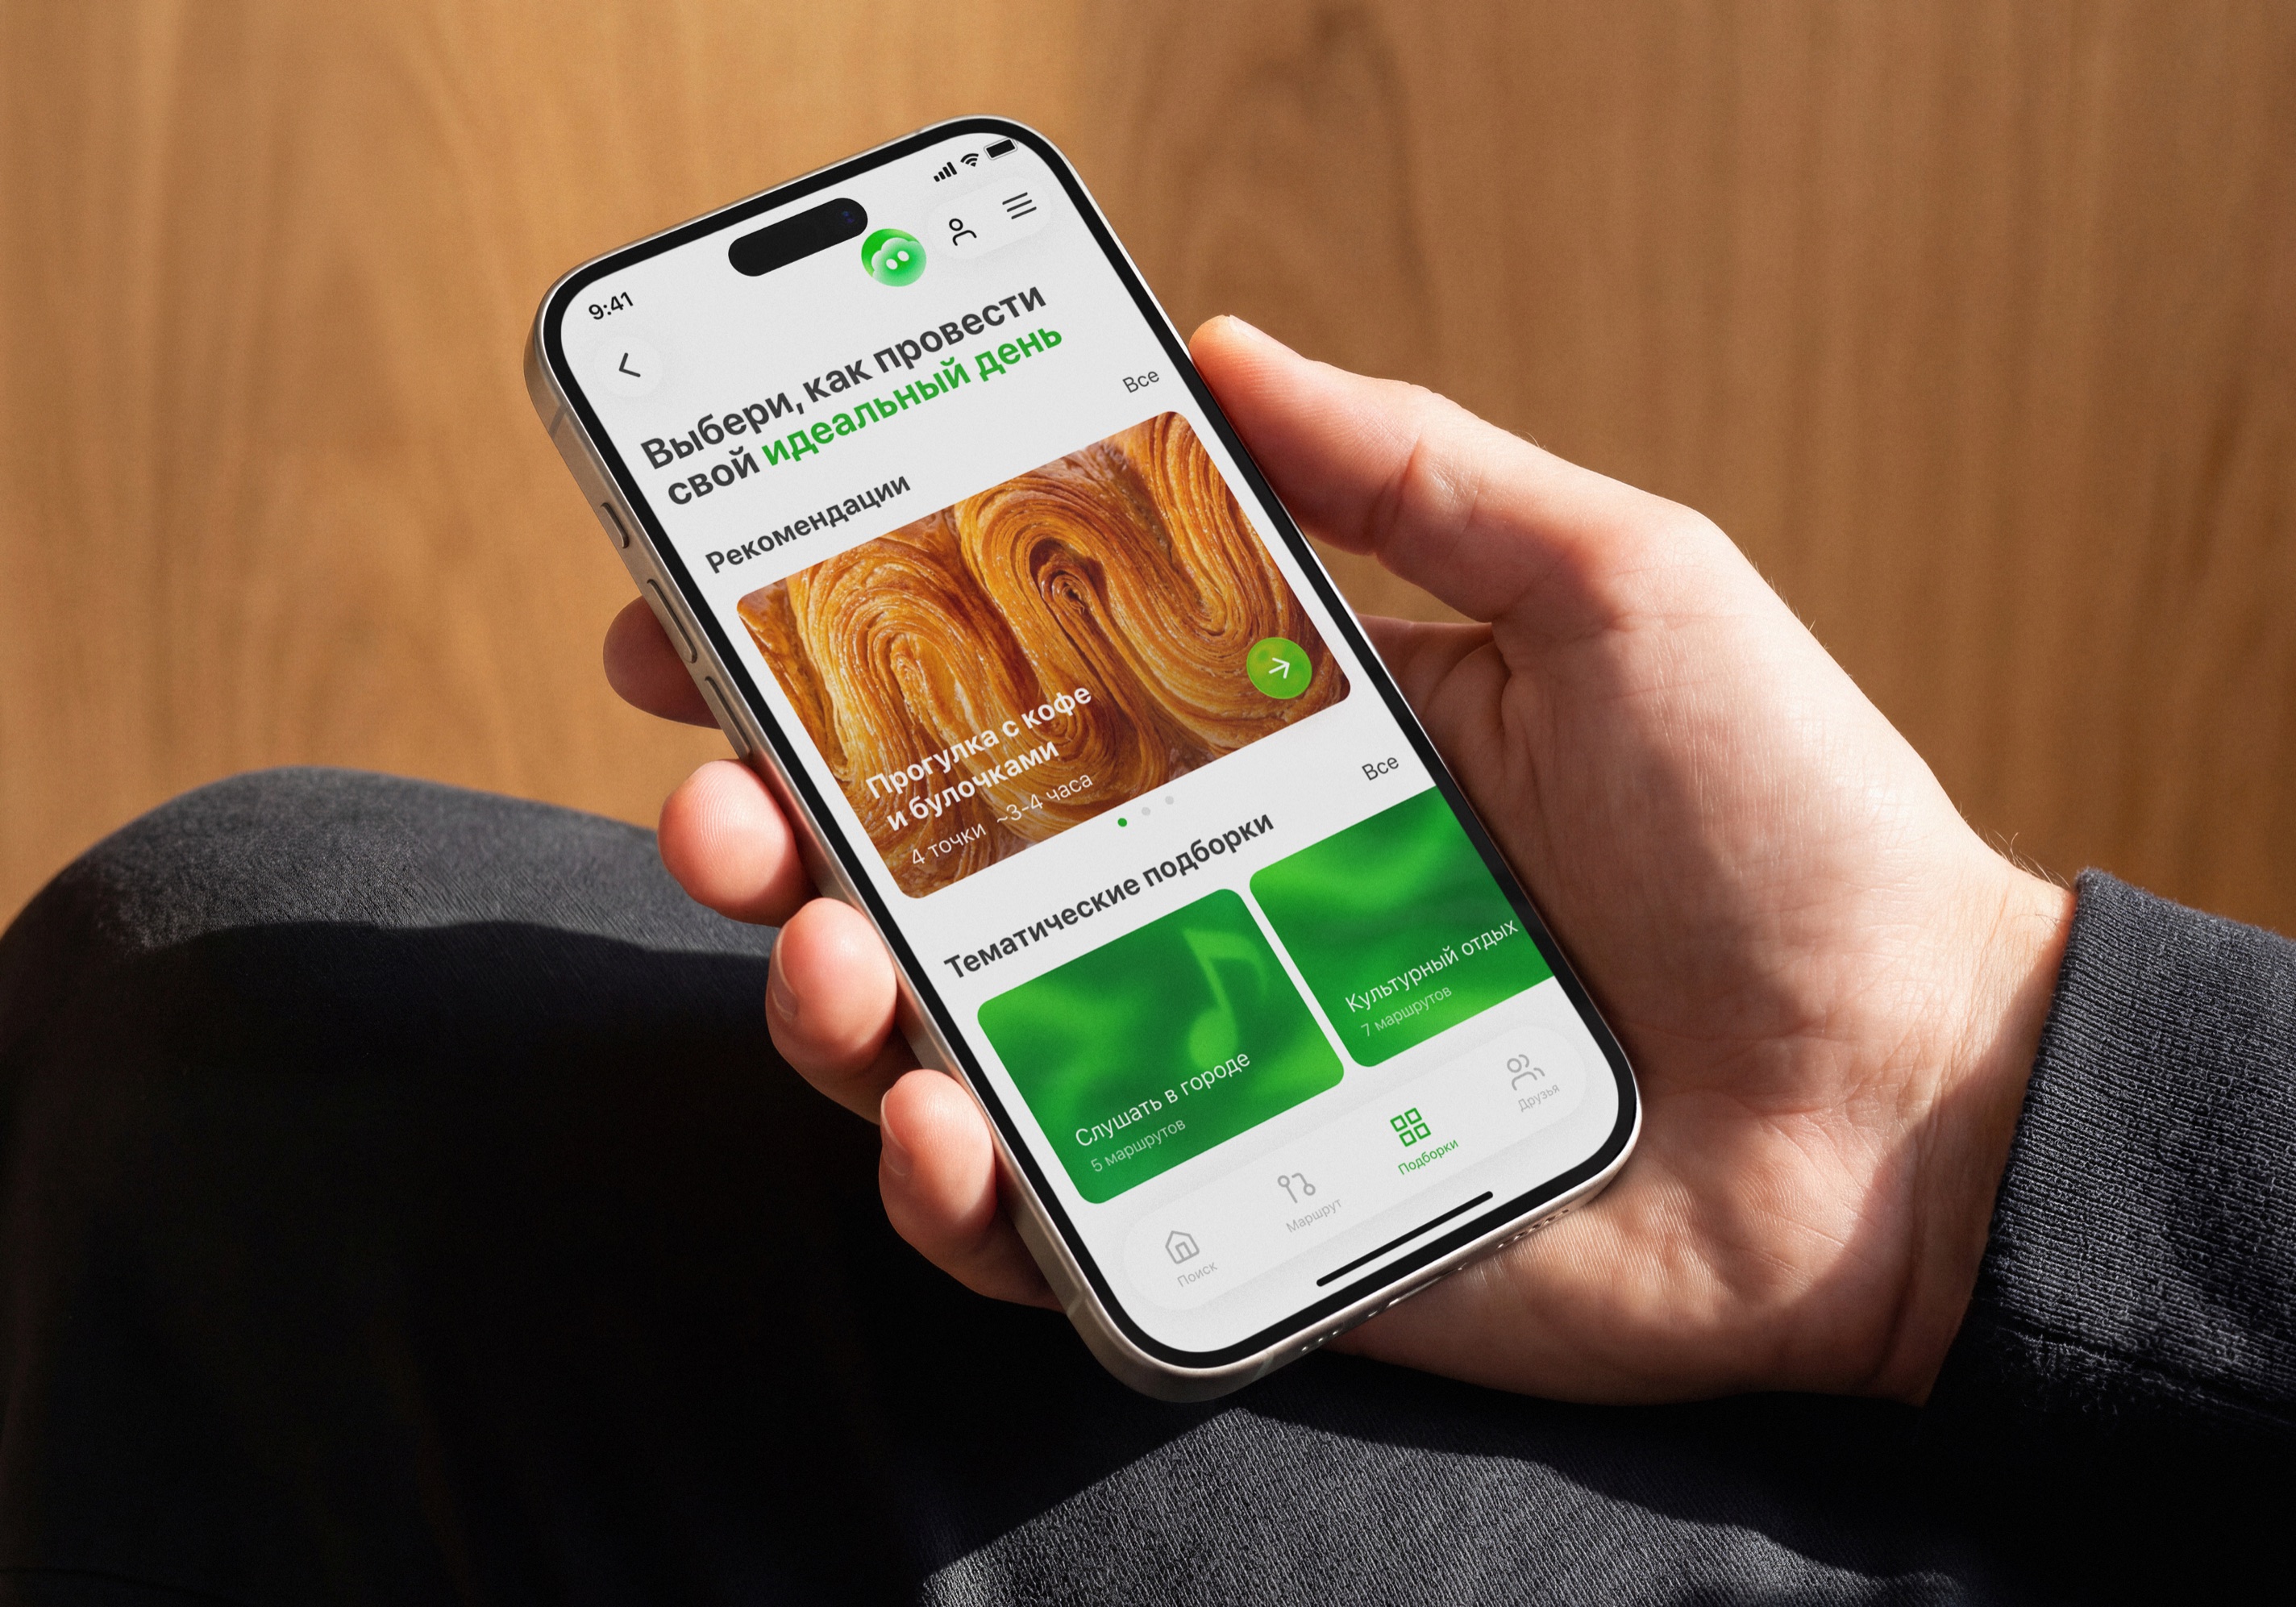 9:41
Выбери, как провести
свой идеальный день
Рекомендации
Все
Прогулка с кофе
и булочками
4 точки ~3-4 часа
Тематические подборки
Все
Слушать в городе
5 маршрутов
Культурный отдых
7 маршрутов
Поиск
Маршрут
Подборки
Друзья